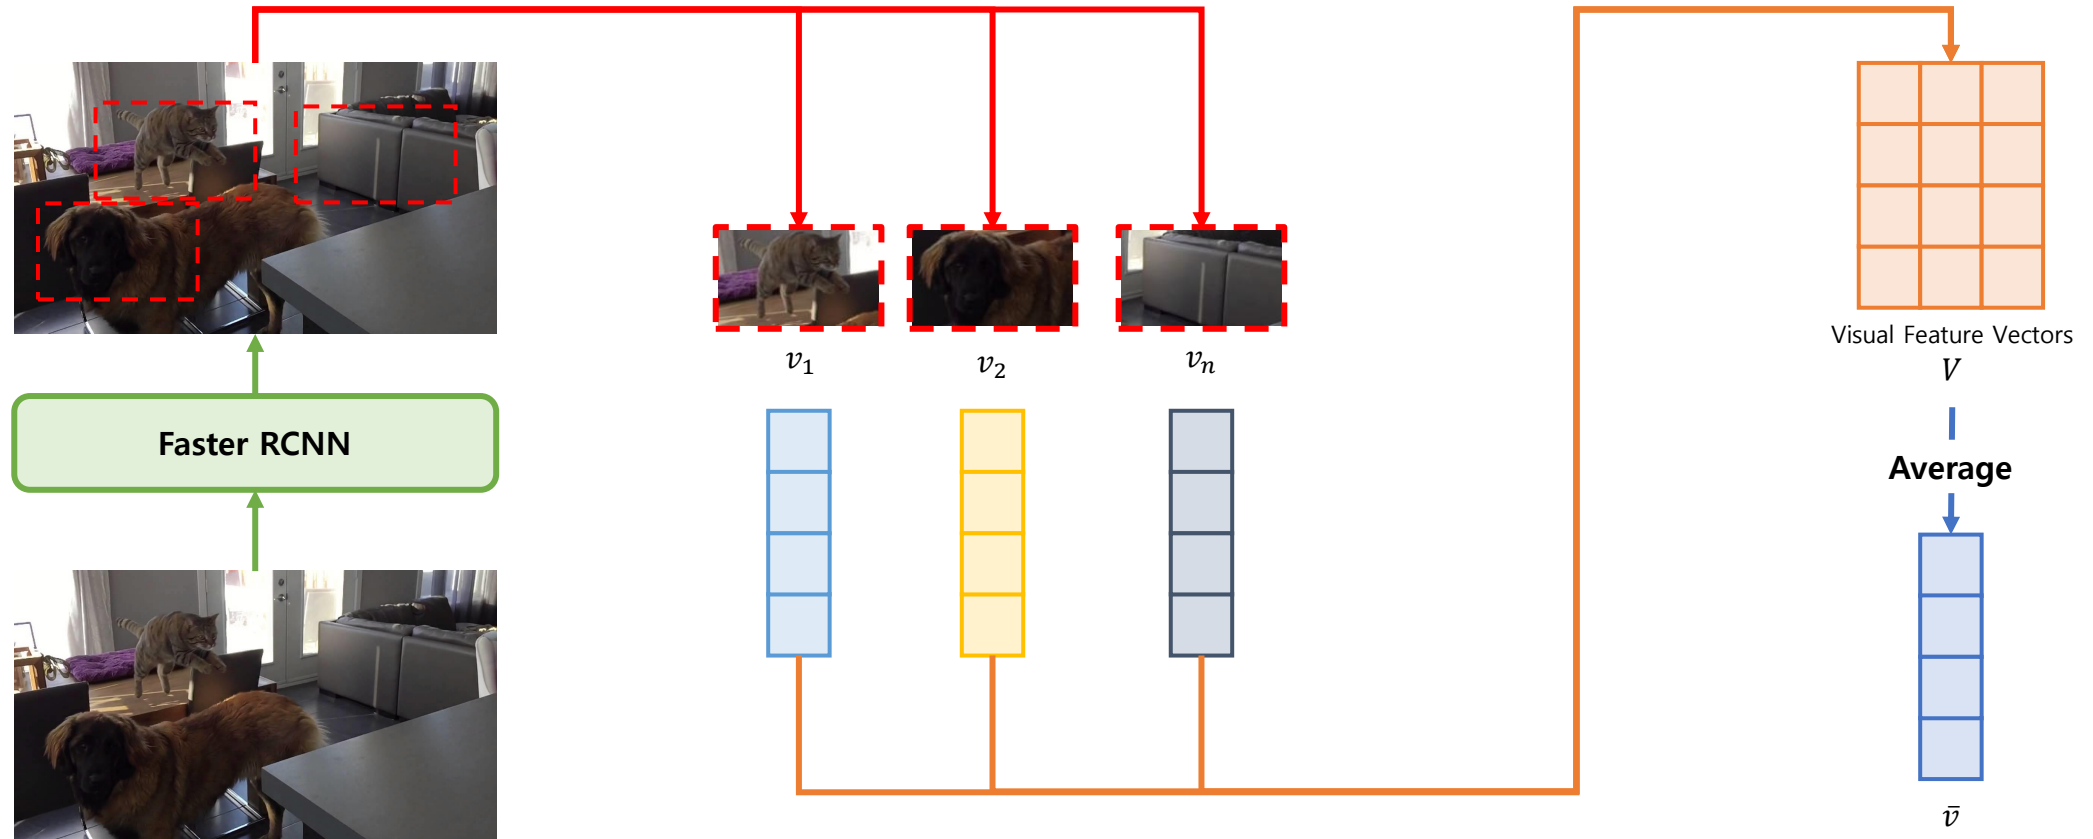 Faster RCNN
v₁
v₂
vₙ
Visual Feature Vectors
V
Average
v̄